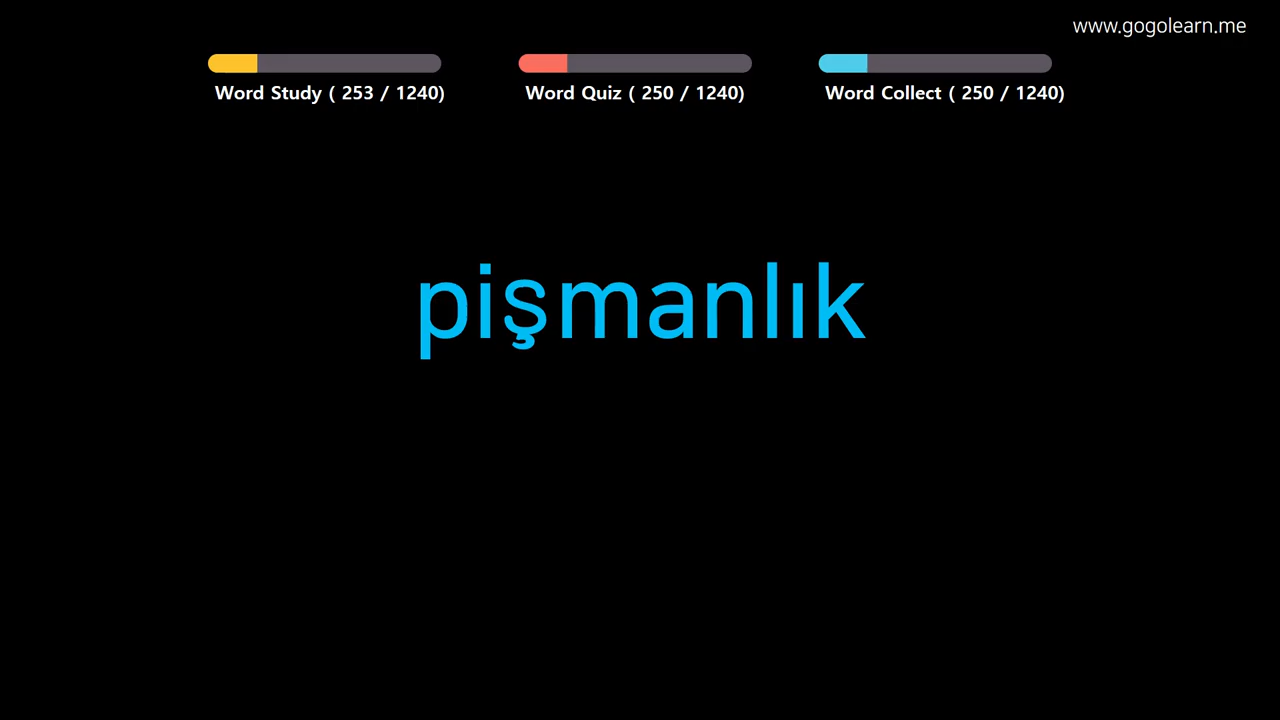 www.gogolearn.me
Word Study ( 253 / 1240)
Word Quiz ( 250 / 1240)
Word Collect ( 250 / 1240)
pişmanlık